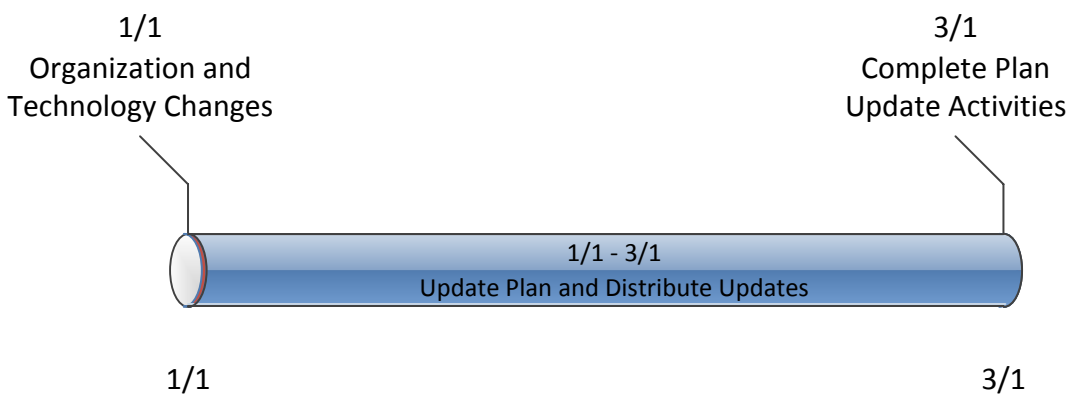 1/1
Organization and
Technology Changes
3/1
Complete Plan
Update Activities
1/1 - 3/1
Update Plan and Distribute Updates
1/1
3/1